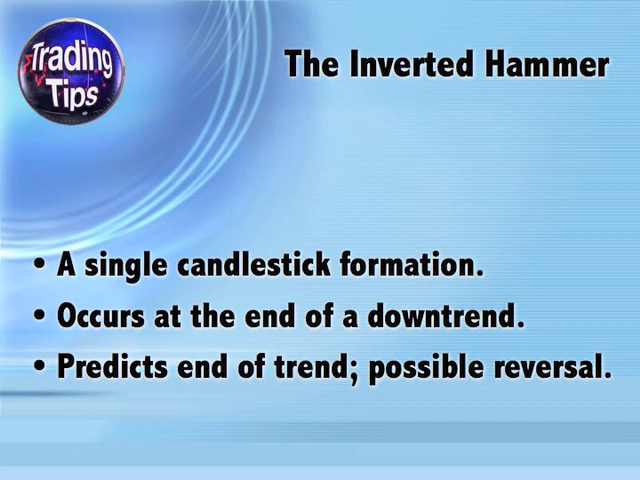 Trading
Tips
The Inverted Hammer
• A single candlestick formation.
• Occurs at the end of a downtrend.
• Predicts end of trend; possible reversal.